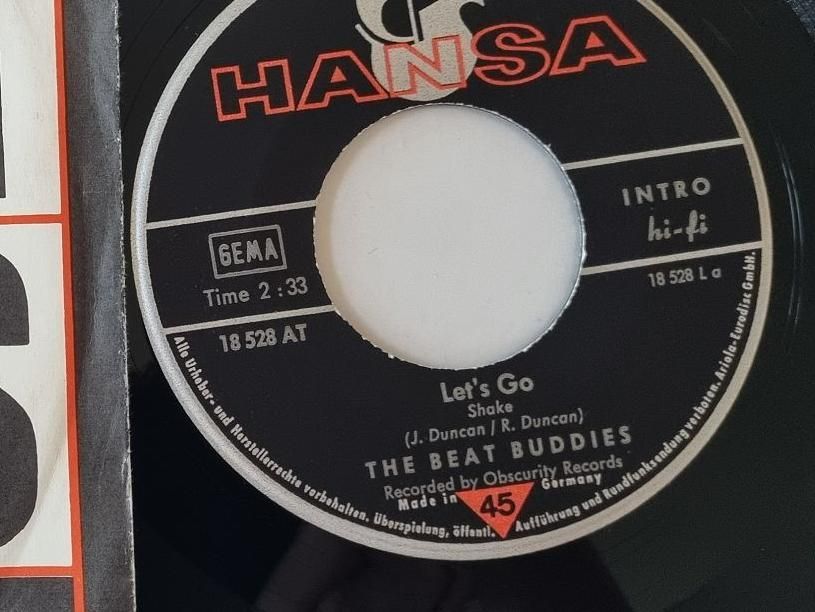 HANSA
INTRO
hi-fi
GEMA
Time 2 : 33
18 528 L a
18 528 AT
Let's Go
Shake
(J. Duncan / R. Duncan)
THE BEAT BUDDIES
Recorded by Obscurity Records
Made in 45 Germany
Alle Urheber- und Herstellerrechte vorbehalten. Überspielung, öffentl. Aufführung und Rundfunksendung verboten. Ariola-Eurodisc GmbH.